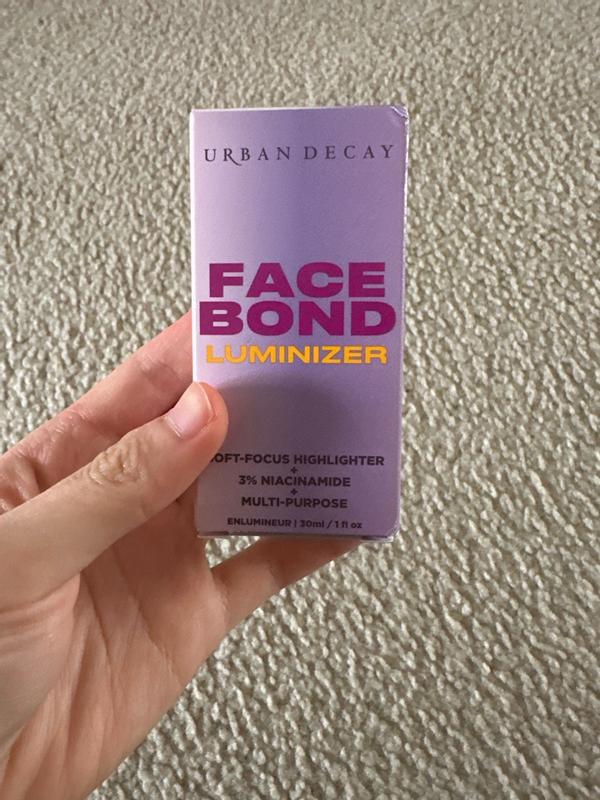 URBAN DECAY
FACE
BOND
LUMINIZER
OFT-FOCUS HIGHLIGHTER
+
3% NIACINAMIDE
+
MULTI-PURPOSE
ENLUMINEUR | 30ml / 1 fl oz